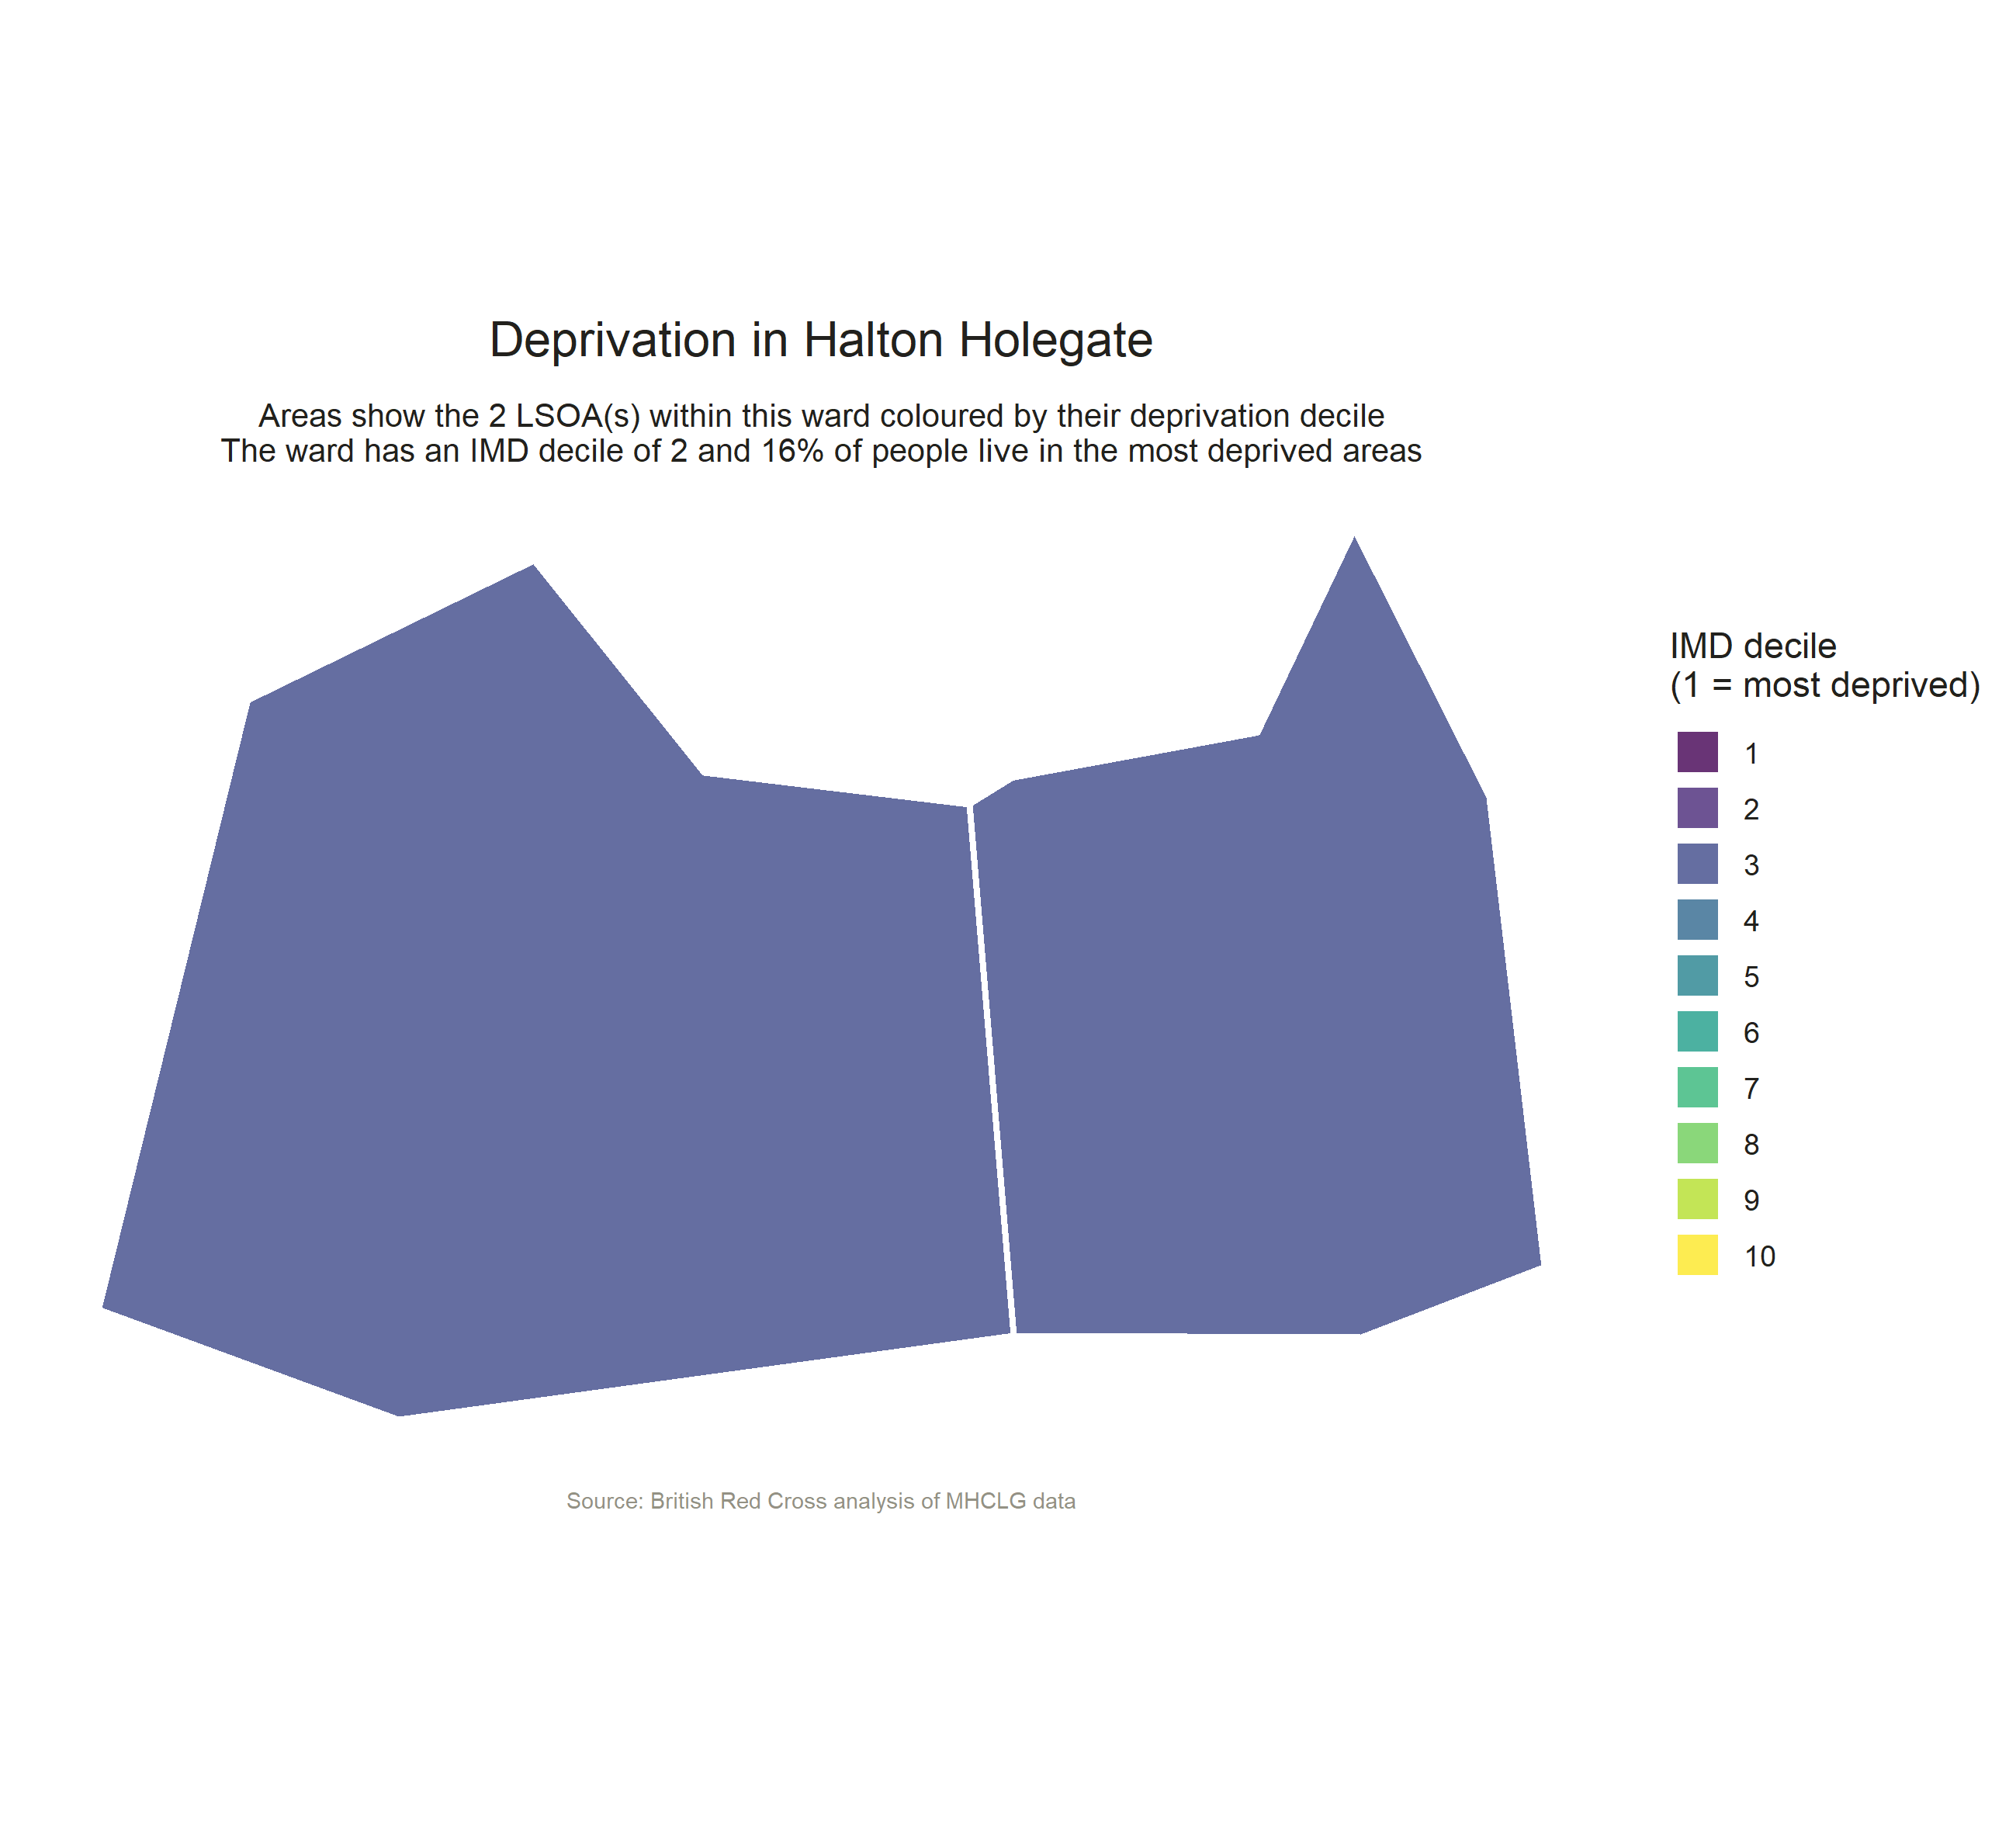 Deprivation in Halton Holegate
Areas show the 2 LSOA(s) within this ward coloured by their deprivation decile
The ward has an IMD decile of 2 and 16% of people live in the most deprived areas
IMD decile
(1 = most deprived)
1
2
3
4
5
6
7
8
9
10
Source: British Red Cross analysis of MHCLG data